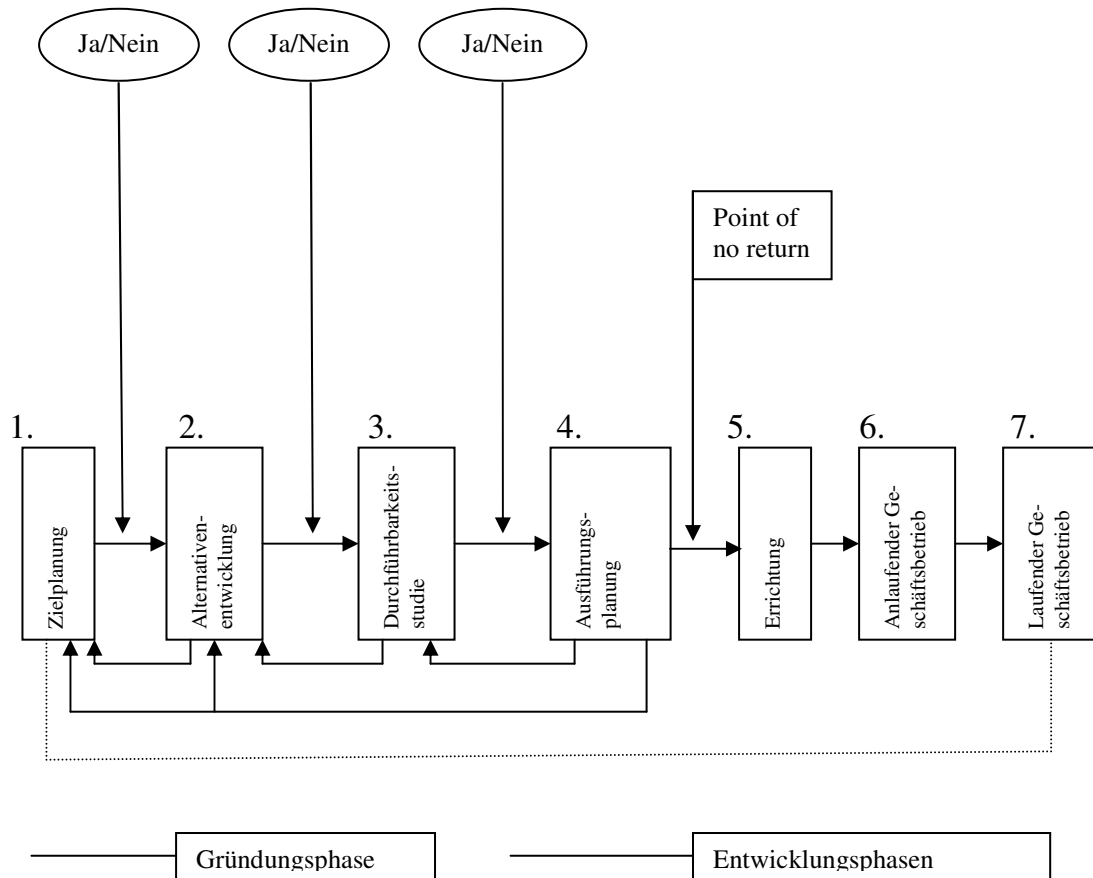 Ja/Nein
Ja/Nein
Ja/Nein
Point of
no return
1.
2.
3.
4.
5.
6.
7.
Zielplanung
Alternativen-
entwicklung
Durchführbarkeits-
studie
Ausführungs-
planung
Errichtung
Anlaufender Ge-
schäftsbetrieb
Laufender Ge-
schäftsbetrieb
Gründungsphase
Entwicklungsphasen